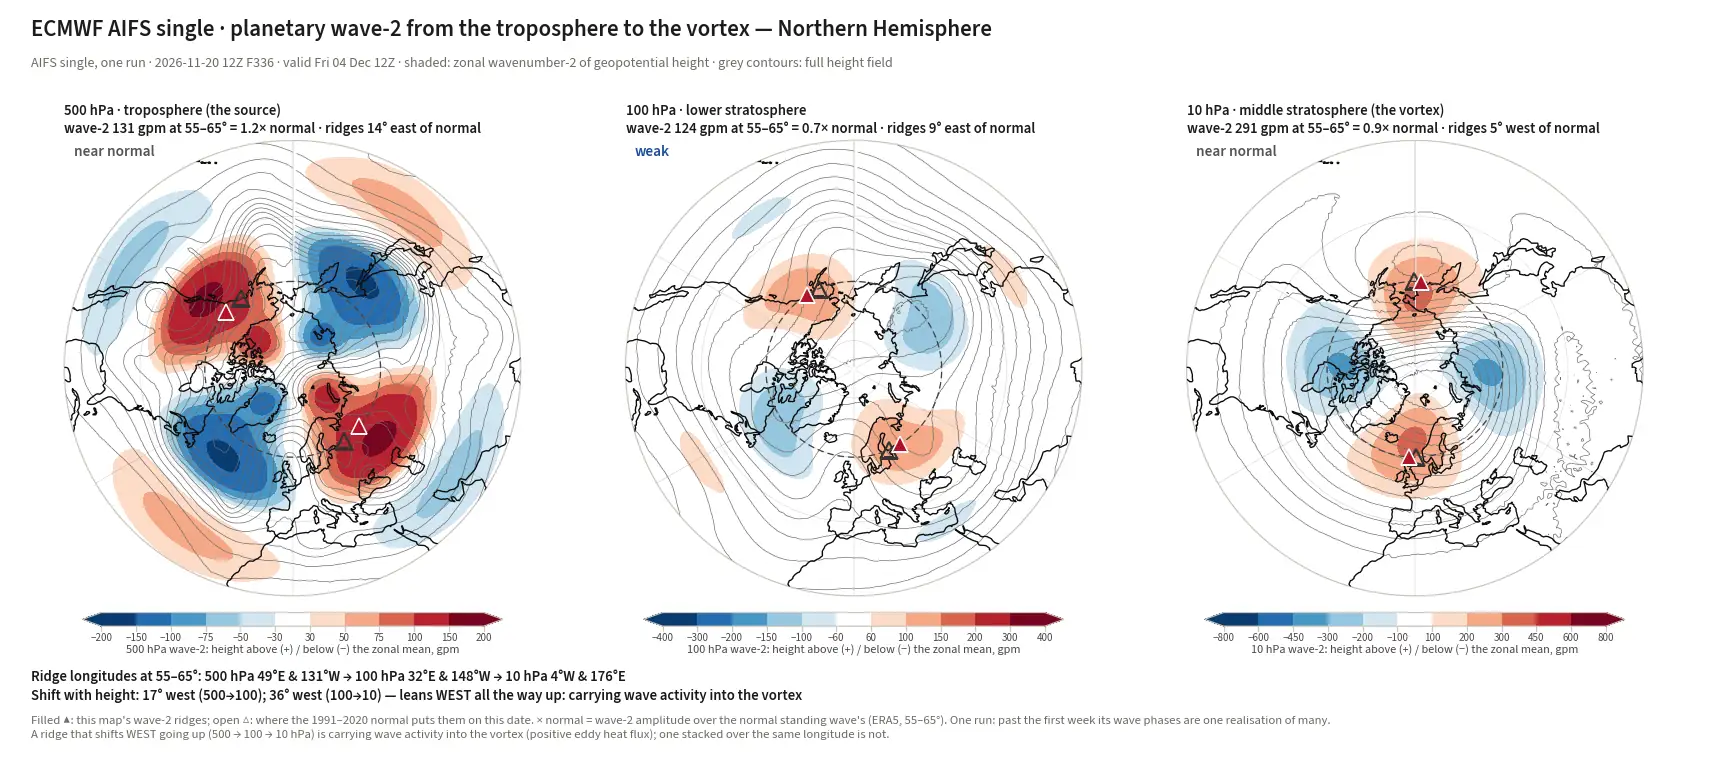 ECMWF AIFS single · planetary wave-2 from the troposphere to the vortex — Northern Hemisphere
AIFS single, one run · 2026-11-20 12Z F336 · valid Fri 04 Dec 12Z · shaded: zonal wavenumber-2 of geopotential height · grey contours: full height field
500 hPa · troposphere (the source)
wave-2 131 gpm at 55–65° = 1.2× normal · ridges 14° east of normal
near normal
100 hPa · lower stratosphere
wave-2 124 gpm at 55–65° = 0.7× normal · ridges 9° east of normal
weak
10 hPa · middle stratosphere (the vortex)
wave-2 291 gpm at 55–65° = 0.9× normal · ridges 5° west of normal
near normal
−200 −150 −100 −75 −50 −30 30 50 75 100 150 200
500 hPa wave-2: height above (+) / below (−) the zonal mean, gpm
−400 −300 −200 −150 −100 −60 60 100 150 200 300 400
100 hPa wave-2: height above (+) / below (−) the zonal mean, gpm
−800 −600 −450 −300 −200 −100 100 200 300 450 600 800
10 hPa wave-2: height above (+) / below (−) the zonal mean, gpm
Ridge longitudes at 55–65°: 500 hPa 49°E & 131°W → 100 hPa 32°E & 148°W → 10 hPa 4°W & 176°E
Shift with height: 17° west (500→100); 36° west (100→10) — leans WEST all the way up: carrying wave activity into the vortex
Filled ▲: this map's wave-2 ridges; open △: where the 1991–2020 normal puts them on this date. × normal = wave-2 amplitude over the normal standing wave's (ERA5, 55–65°). One run: past the first week its wave phases are one realisation of many.
A ridge that shifts WEST going up (500 → 100 → 10 hPa) is carrying wave activity into the vortex (positive eddy heat flux); one stacked over the same longitude is not.